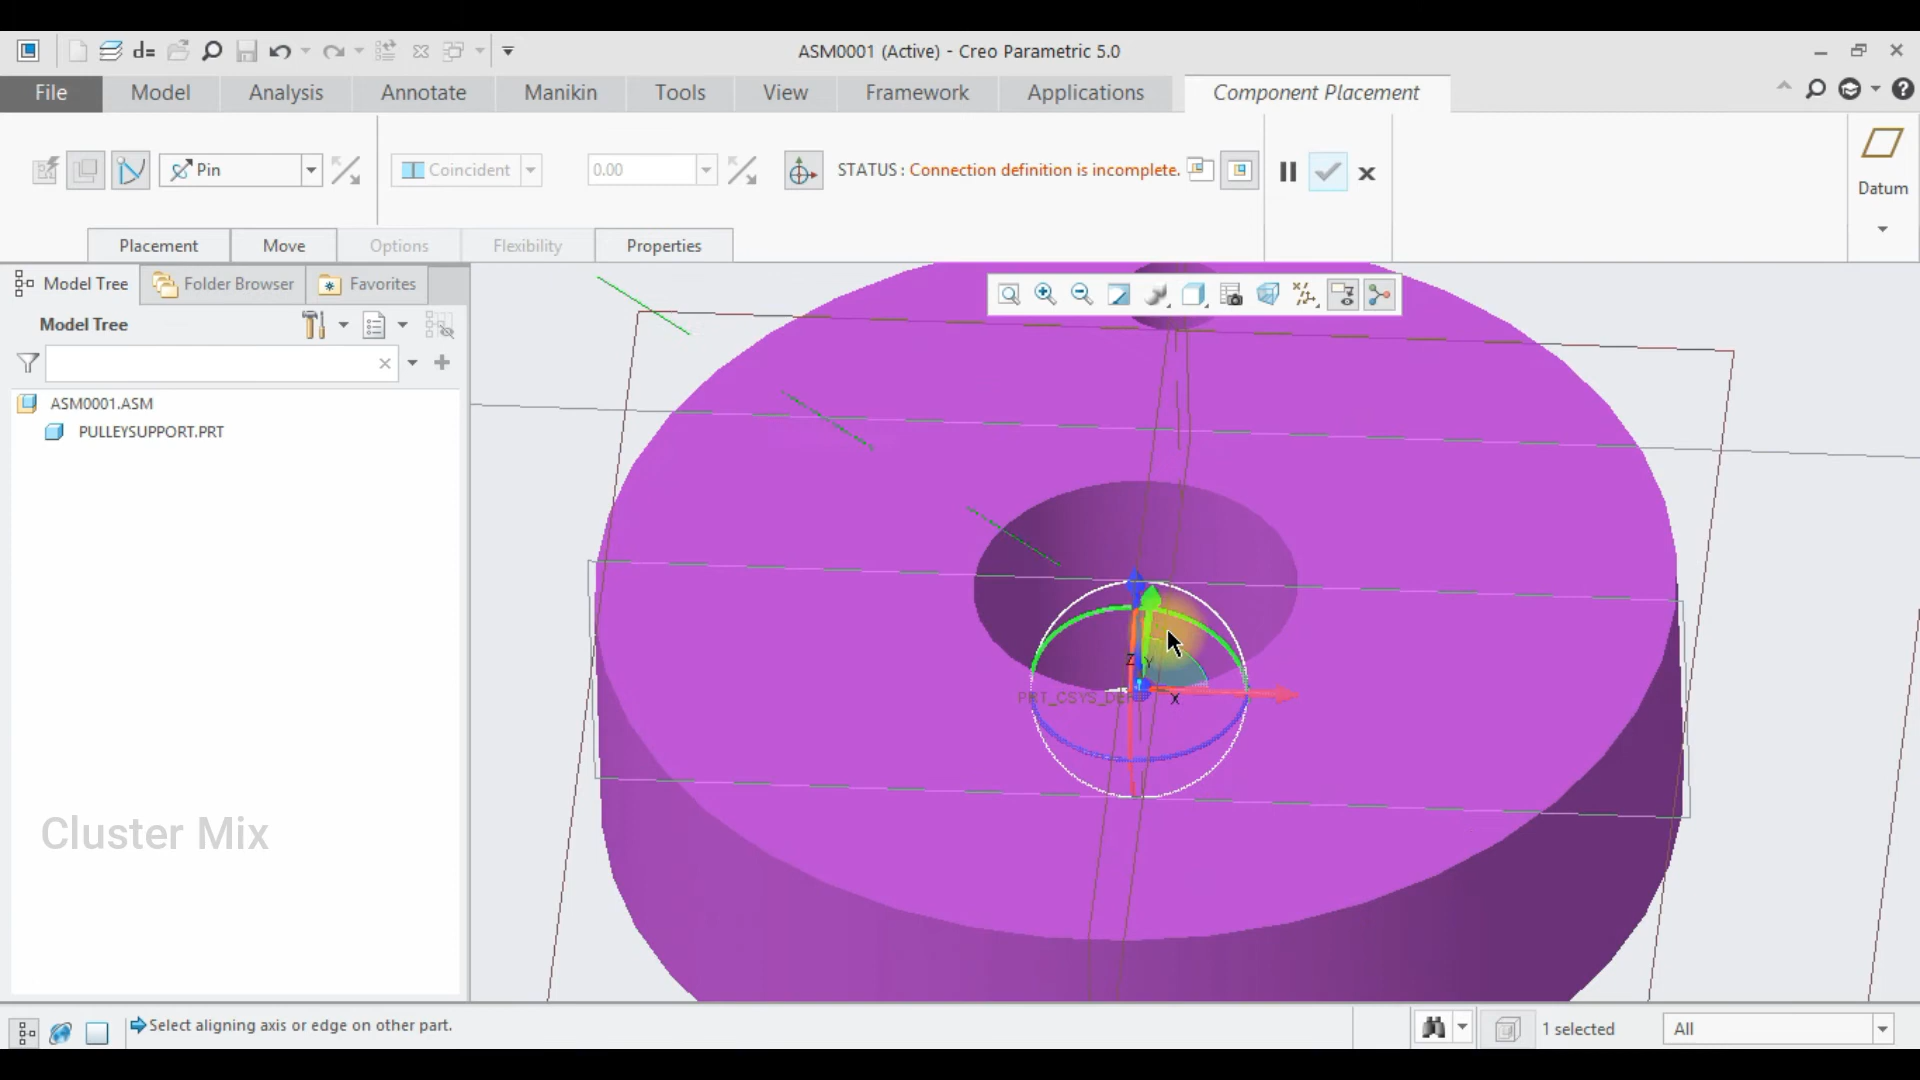 d=
ASM0001 (Active) - Creo Parametric 5.0
File Model Analysis Annotate Manikin Tools View Framework Applications Component Placement
Pin Coincident 0.00 STATUS : Connection definition is incomplete.
Datum
Placement Move Options Flexibility Properties
Model Tree Folder Browser Favorites
Model Tree
ASM0001.ASM
PULLEYSUPPORT.PRT
Z Y
PRT_CSYS_DEF X
Cluster Mix
Select aligning axis or edge on other part. 1 selected All